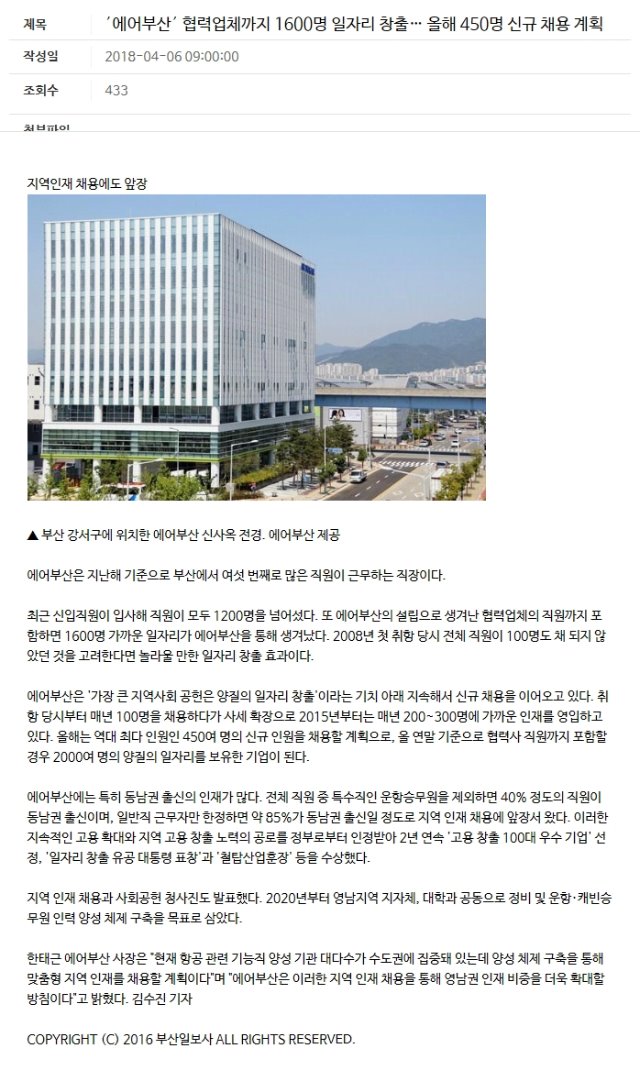 제목 ´에어부산´ 협력업체까지 1600명 일자리 창출… 올해 450명 신규 채용 계획
작성일 2018-04-06 09:00:00
조회수 433
첨부파일
지역인재 채용에도 앞장
▲ 부산 강서구에 위치한 에어부산 신사옥 전경. 에어부산 제공
에어부산은 지난해 기준으로 부산에서 여섯 번째로 많은 직원이 근무하는 직장이다.
최근 신입직원이 입사해 직원이 모두 1200명을 넘어섰다. 또 에어부산의 설립으로 생겨난 협력업체의 직원까지 포
함하면 1600명 가까운 일자리가 에어부산을 통해 생겨났다. 2008년 첫 취항 당시 전체 직원이 100명도 채 되지 않
았던 것을 고려한다면 놀라울 만한 일자리 창출 효과이다.
에어부산은 '가장 큰 지역사회 공헌은 양질의 일자리 창출'이라는 기치 아래 지속해서 신규 채용을 이어오고 있다. 취
항 당시부터 매년 100명을 채용하다가 사세 확장으로 2015년부터는 매년 200~300명에 가까운 인재를 영입하고
있다. 올해는 역대 최다 인원인 450여 명의 신규 인원을 채용할 계획으로, 올 연말 기준으로 협력사 직원까지 포함할
경우 2000여 명의 양질의 일자리를 보유한 기업이 된다.
에어부산에는 특히 동남권 출신의 인재가 많다. 전체 직원 중 특수직인 운항승무원을 제외하면 40% 정도의 직원이
동남권 출신이며, 일반직 근무자만 한정하면 약 85%가 동남권 출신일 정도로 지역 인재 채용에 앞장서 왔다. 이러한
지속적인 고용 확대와 지역 고용 창출 노력의 공로를 정부로부터 인정받아 2년 연속 '고용 창출 100대 우수 기업' 선
정, '일자리 창출 유공 대통령 표창'과 '철탑산업훈장' 등을 수상했다.
지역 인재 채용과 사회공헌 청사진도 발표했다. 2020년부터 영남지역 지자체, 대학과 공동으로 정비 및 운항·캐빈승
무원 인력 양성 체제 구축을 목표로 삼았다.
한태근 에어부산 사장은 "현재 항공 관련 기능직 양성 기관 대다수가 수도권에 집중돼 있는데 양성 체제 구축을 통해
맞춤형 지역 인재를 채용할 계획이다"며 "에어부산은 이러한 지역 인재 채용을 통해 영남권 인재 비중을 더욱 확대할
방침이다"고 밝혔다. 김수진 기자
COPYRIGHT (C) 2016 부산일보사 ALL RIGHTS RESERVED.